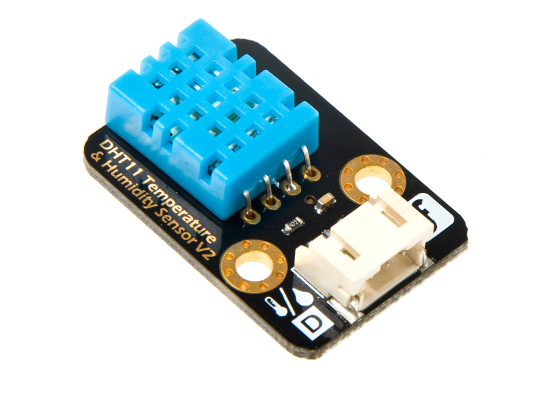 DHT11 Temperature
& Humidity Sensor V2
D